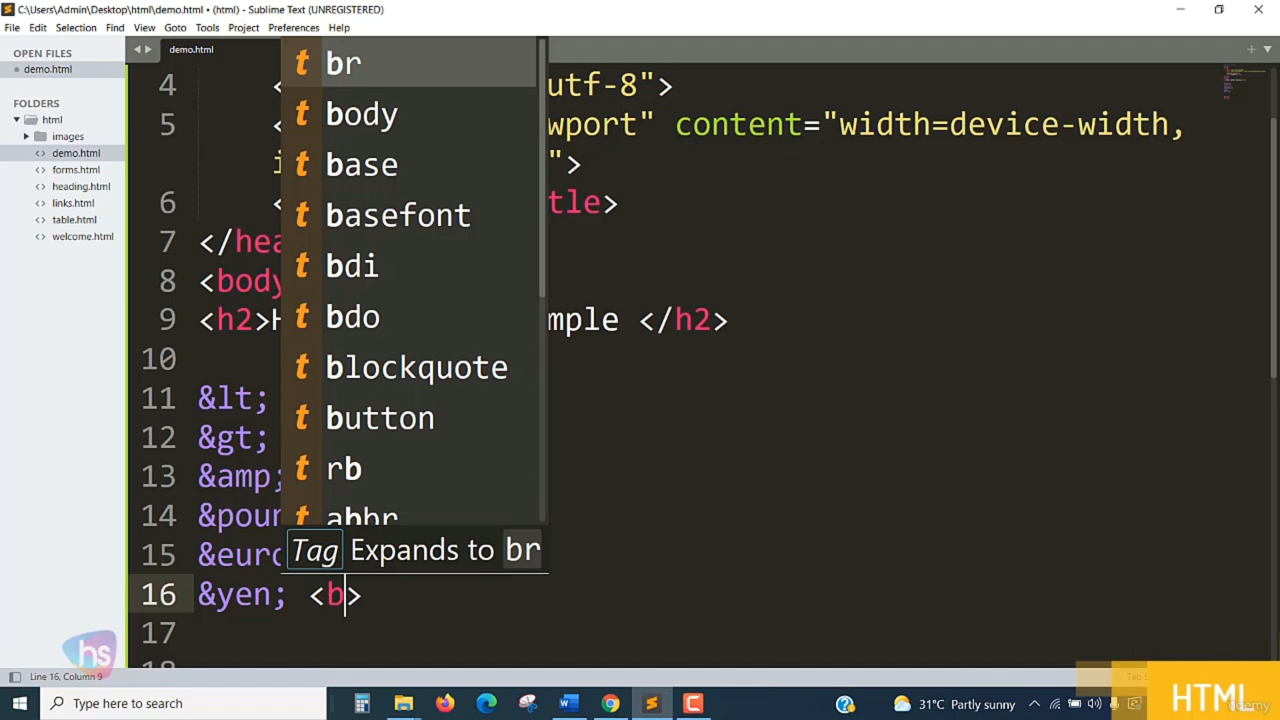 C:\Users\Admin\Desktop\html\demo.html • (html) - Sublime Text (UNREGISTERED)
File Edit Selection Find View Goto Tools Project Preferences Help
OPEN FILES
demo.html
FOLDERS
html
images
demo.html
forms.html
heading.html
links.html
table.html
welcome.html
demo.html
4 < utf-8">
5 < wport" content="width=device-width,
i ">
6 < tle>
7 </hea
8 <body
9 <h2>H mple </h2>
10
11 &lt;
12 &gt;
13 &amp;
14 &poun
15 &euro
16 &yen; <b>
17
18
t br
t body
t base
t basefont
t bdi
t bdo
t blockquote
t button
t rb
t abbr
Tag Expands to br
hs
Line 16, Column 9
Type here to search
31°C Partly sunny
HTML
Udemy